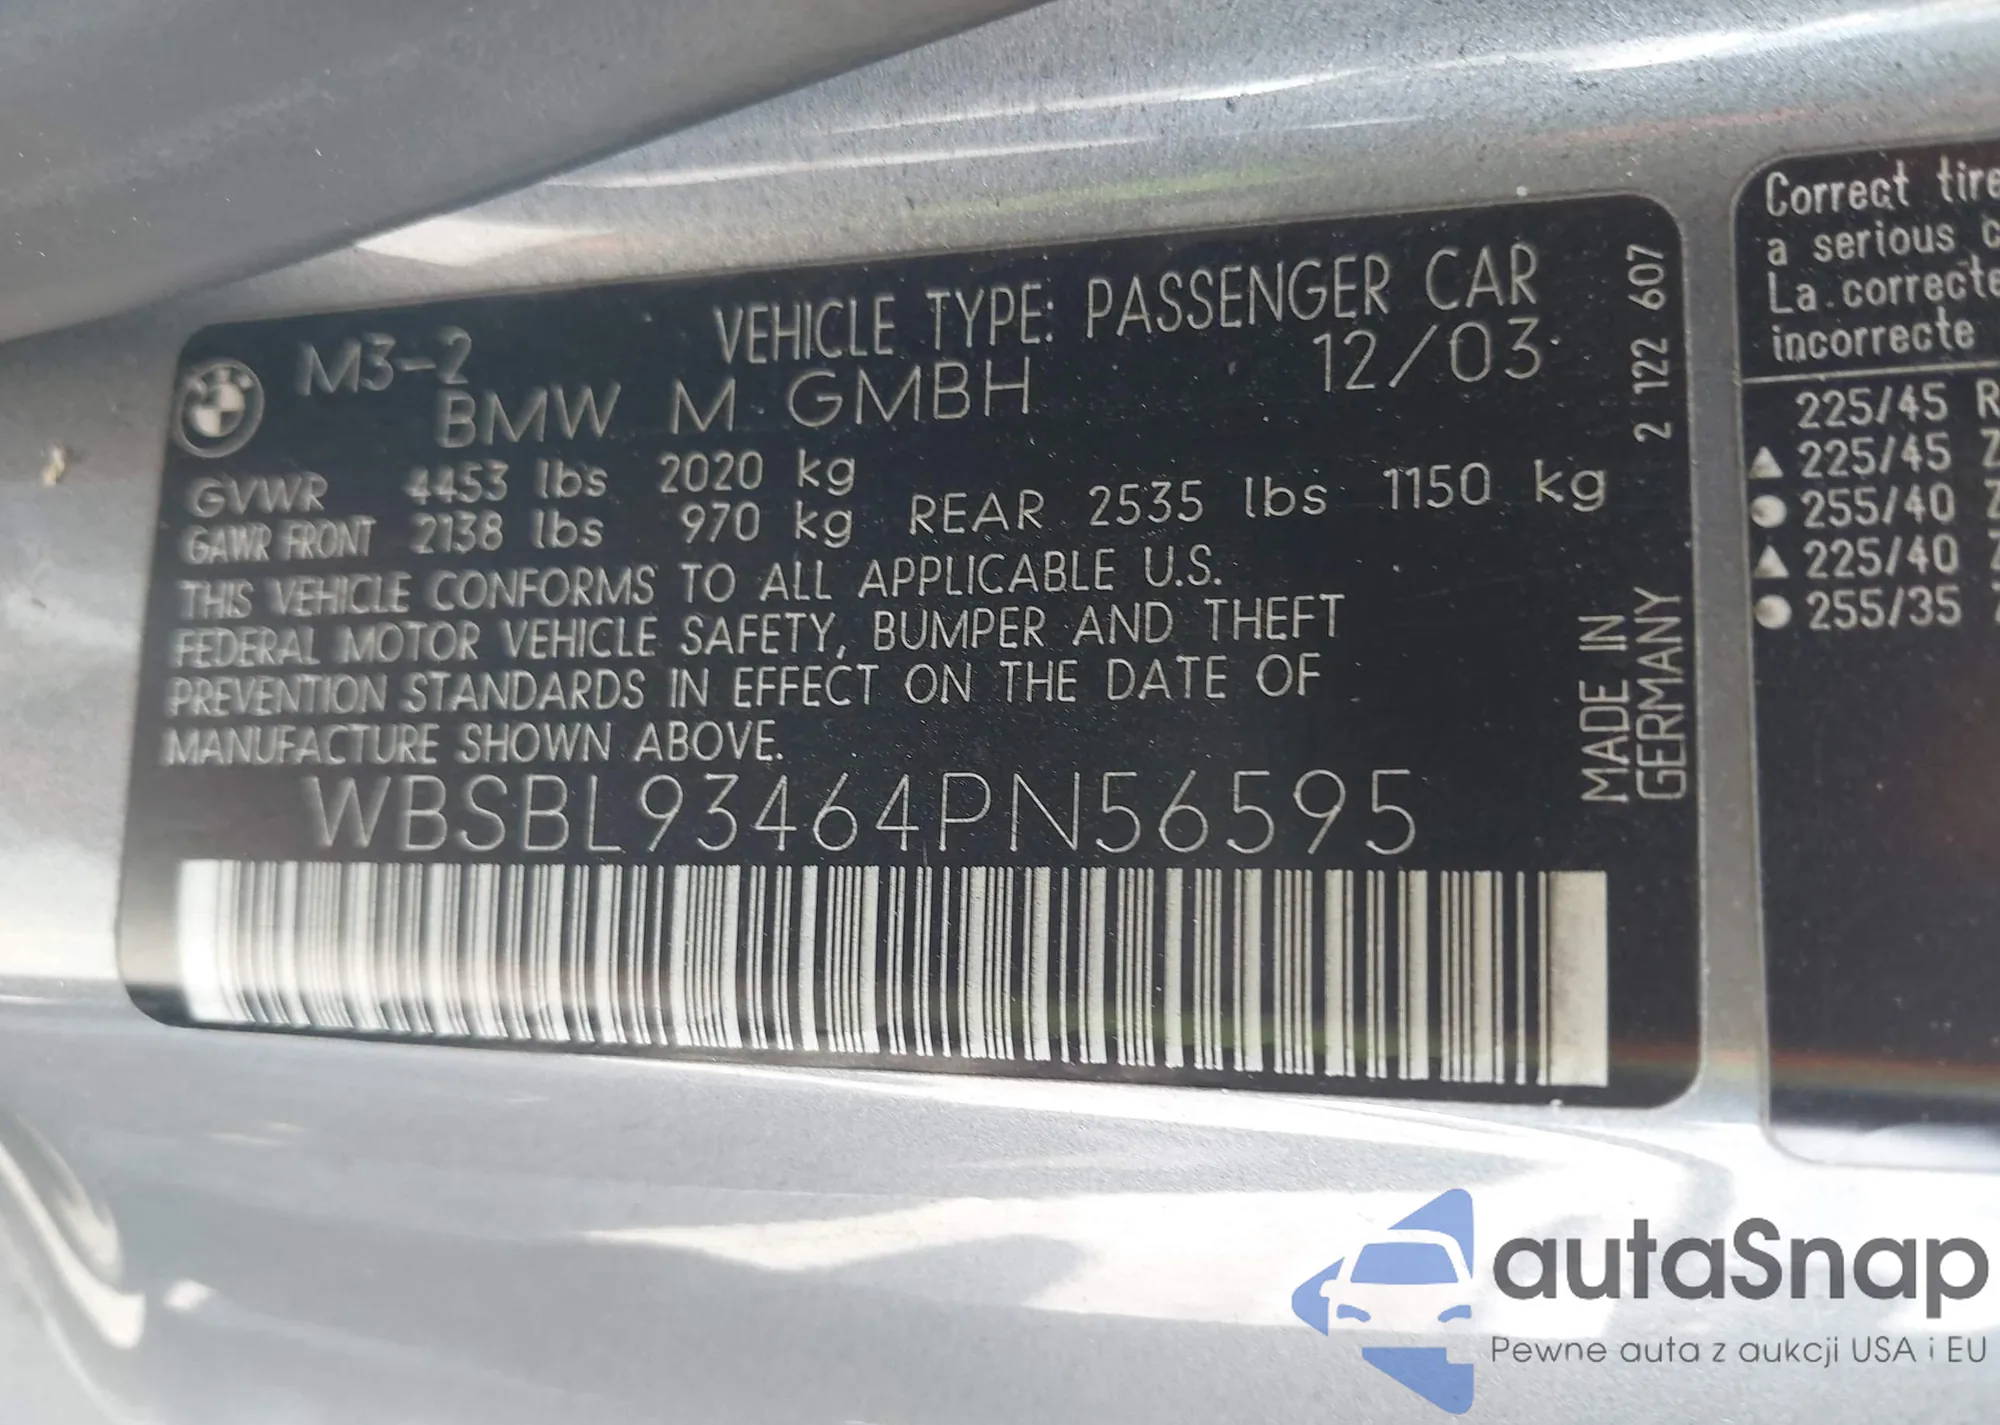 M3-2 VEHICLE TYPE: PASSENGER CAR
BMW M GMBH 12/03
GVWR 4453 lbs 2020 kg
GAWR FRONT 2138 lbs 970 kg REAR 2535 lbs 1150 kg
THIS VEHICLE CONFORMS TO ALL APPLICABLE U.S.
FEDERAL MOTOR VEHICLE SAFETY, BUMPER AND THEFT
PREVENTION STANDARDS IN EFFECT ON THE DATE OF
MANUFACTURE SHOWN ABOVE.
WBSBL93464PN56595
2 122 607
MADE IN
GERMANY
Correct tire
a serious
La correcte
incorrecte
225/45 R
225/45 Z
255/40 Z
225/40 Z
255/35 Z
autaSnap
Pewne auta z aukcji USA i EU